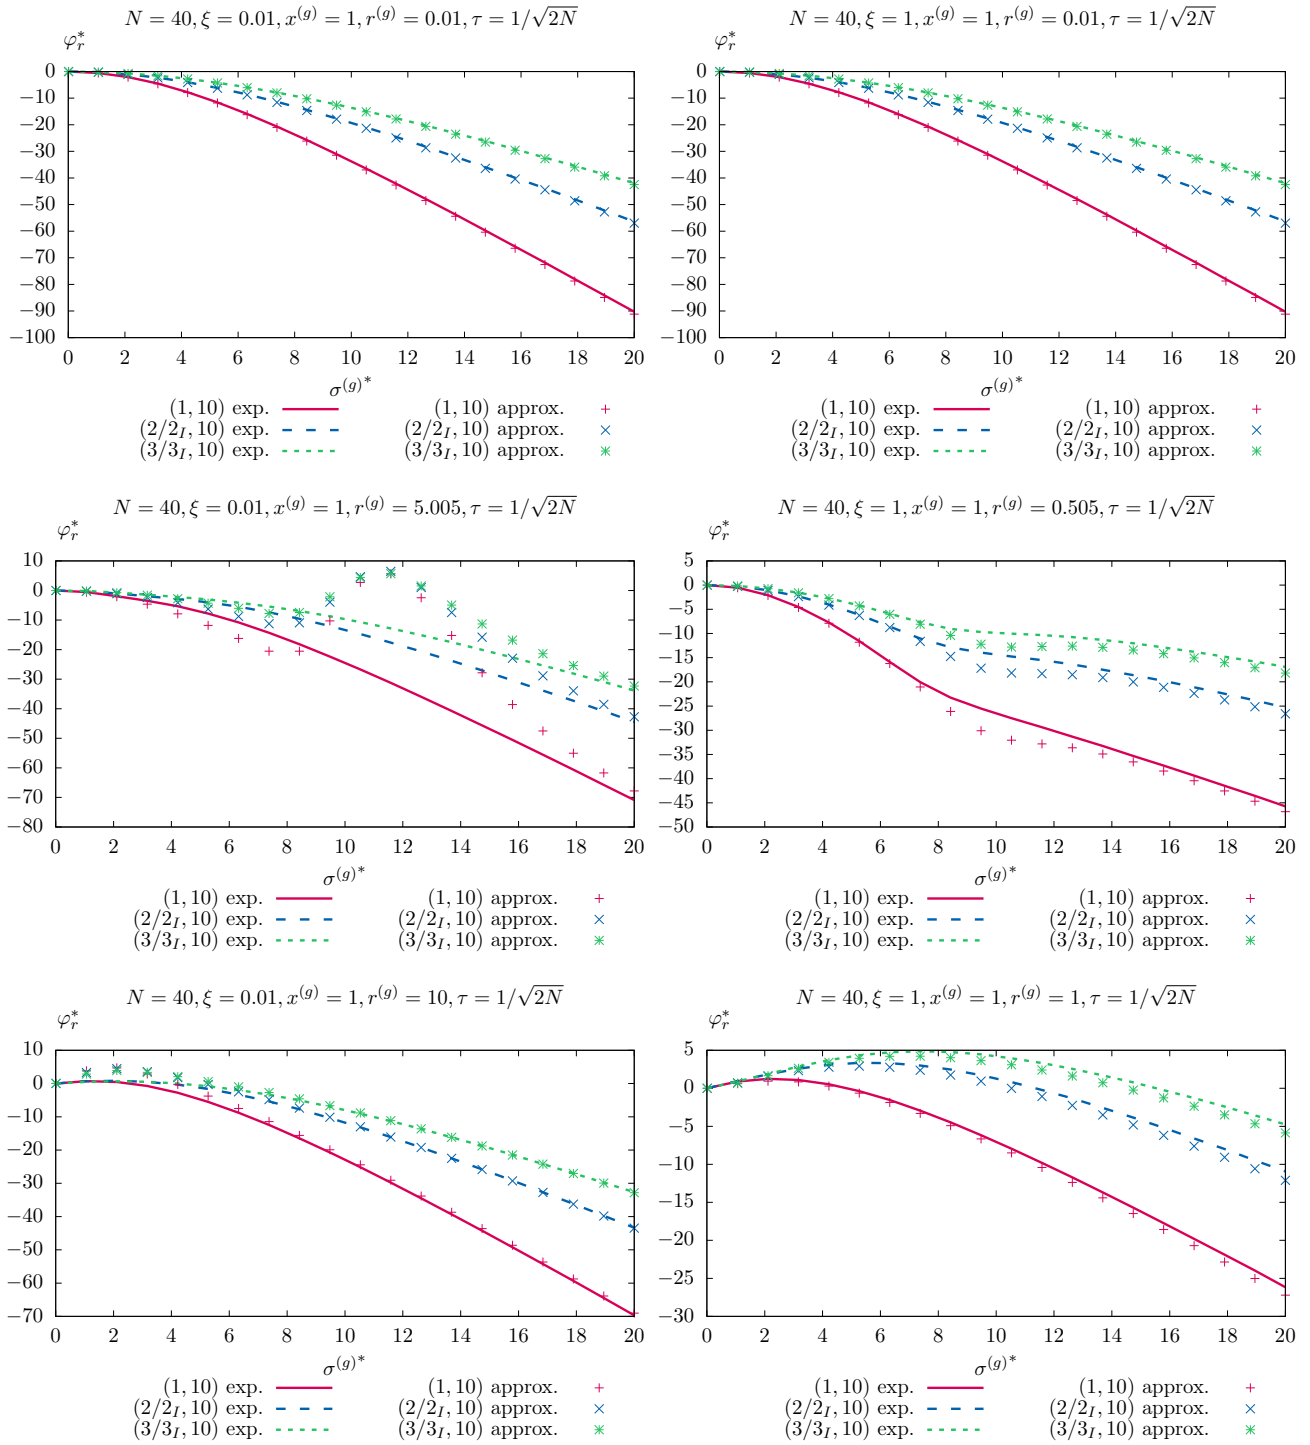 N = 40, ξ = 0.01, x^(g) = 1, r^(g) = 0.01, τ = 1/√2N
φ_r^*
0
−10
−20
−30
−40
−50
−60
−70
−80
−90
−100
0 2 4 6 8 10 12 14 16 18 20
σ^(g)*
(1, 10) exp. (1, 10) approx.
(2/2_I, 10) exp. (2/2_I, 10) approx.
(3/3_I, 10) exp. (3/3_I, 10) approx.
N = 40, ξ = 1, x^(g) = 1, r^(g) = 0.01, τ = 1/√2N
φ_r^*
0
−10
−20
−30
−40
−50
−60
−70
−80
−90
−100
0 2 4 6 8 10 12 14 16 18 20
σ^(g)*
(1, 10) exp. (1, 10) approx.
(2/2_I, 10) exp. (2/2_I, 10) approx.
(3/3_I, 10) exp. (3/3_I, 10) approx.
N = 40, ξ = 0.01, x^(g) = 1, r^(g) = 5.005, τ = 1/√2N
φ_r^*
10
0
−10
−20
−30
−40
−50
−60
−70
−80
0 2 4 6 8 10 12 14 16 18 20
σ^(g)*
(1, 10) exp. (1, 10) approx.
(2/2_I, 10) exp. (2/2_I, 10) approx.
(3/3_I, 10) exp. (3/3_I, 10) approx.
N = 40, ξ = 1, x^(g) = 1, r^(g) = 0.505, τ = 1/√2N
φ_r^*
5
0
−5
−10
−15
−20
−25
−30
−35
−40
−45
−50
0 2 4 6 8 10 12 14 16 18 20
σ^(g)*
(1, 10) exp. (1, 10) approx.
(2/2_I, 10) exp. (2/2_I, 10) approx.
(3/3_I, 10) exp. (3/3_I, 10) approx.
N = 40, ξ = 0.01, x^(g) = 1, r^(g) = 10, τ = 1/√2N
φ_r^*
10
0
−10
−20
−30
−40
−50
−60
−70
0 2 4 6 8 10 12 14 16 18 20
σ^(g)*
(1, 10) exp. (1, 10) approx.
(2/2_I, 10) exp. (2/2_I, 10) approx.
(3/3_I, 10) exp. (3/3_I, 10) approx.
N = 40, ξ = 1, x^(g) = 1, r^(g) = 1, τ = 1/√2N
φ_r^*
5
0
−5
−10
−15
−20
−25
−30
0 2 4 6 8 10 12 14 16 18 20
σ^(g)*
(1, 10) exp. (1, 10) approx.
(2/2_I, 10) exp. (2/2_I, 10) approx.
(3/3_I, 10) exp. (3/3_I, 10) approx.